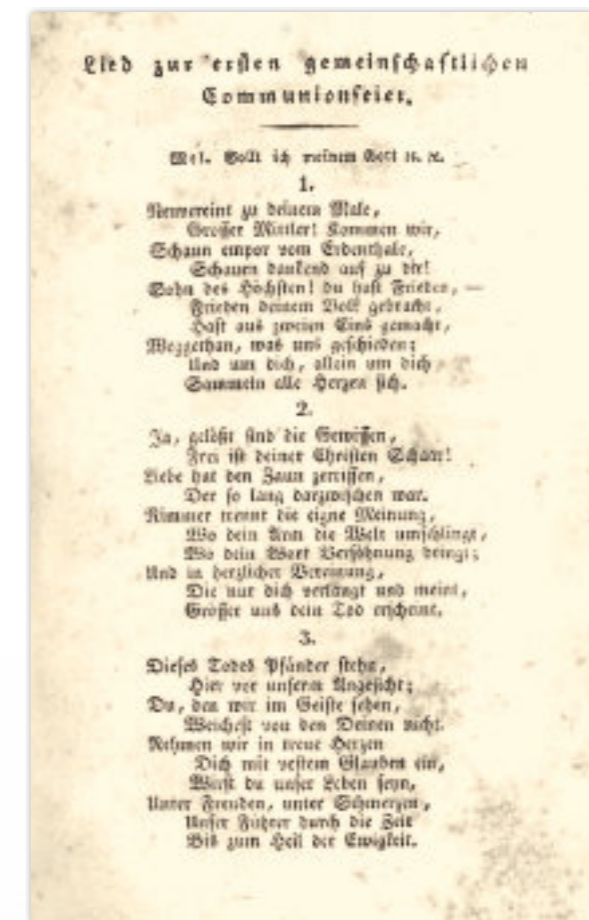 Lied zur ersten gemeinschaftlichen
Communionfeier.
Mel. Sollt ich meinem Gott ꝛc. ꝛc.
1.
Neuvereint zu deinem Male,
Großer Mittler! kommen wir,
Schaun empor vom Erdenthale,
Schauen dankend auf zu dir!
Sohn des Höchsten! du hast Frieden, —
Frieden deinem Volk gebracht,
Hast aus zweien Eins gemacht,
Weggethan, was uns geschieden;
Und um dich, allein um dich
Sammeln alle Herzen sich.
2.
Ja, gelößt sind die Gewissen,
Frei ist deiner Christen Schaar!
Liebe hat den Zaun zerrissen,
Der so lang darzwischen war.
Nimmer trennt die eigne Meinung,
Wo dein Arm die Welt umschlingt,
Wo dein Wort Versöhnung bringt;
Und in herzlicher Vereinung,
Die nur dich verlangt und meint,
Größer uns dein Tod erscheint.
3.
Dieses Todes Pfänder stehn,
Hier vor unserm Angesicht;
Du, den wir im Geiste sehen,
Weichest von den Deinen nicht.
Nehmen wir in treue Herzen
Dich mit vestem Glauben ein,
Wirst du unser Leben seyn,
Unter Freuden, unter Schmerzen,
Unser Führer durch die Zeit
Bis zum Heil der Ewigkeit.